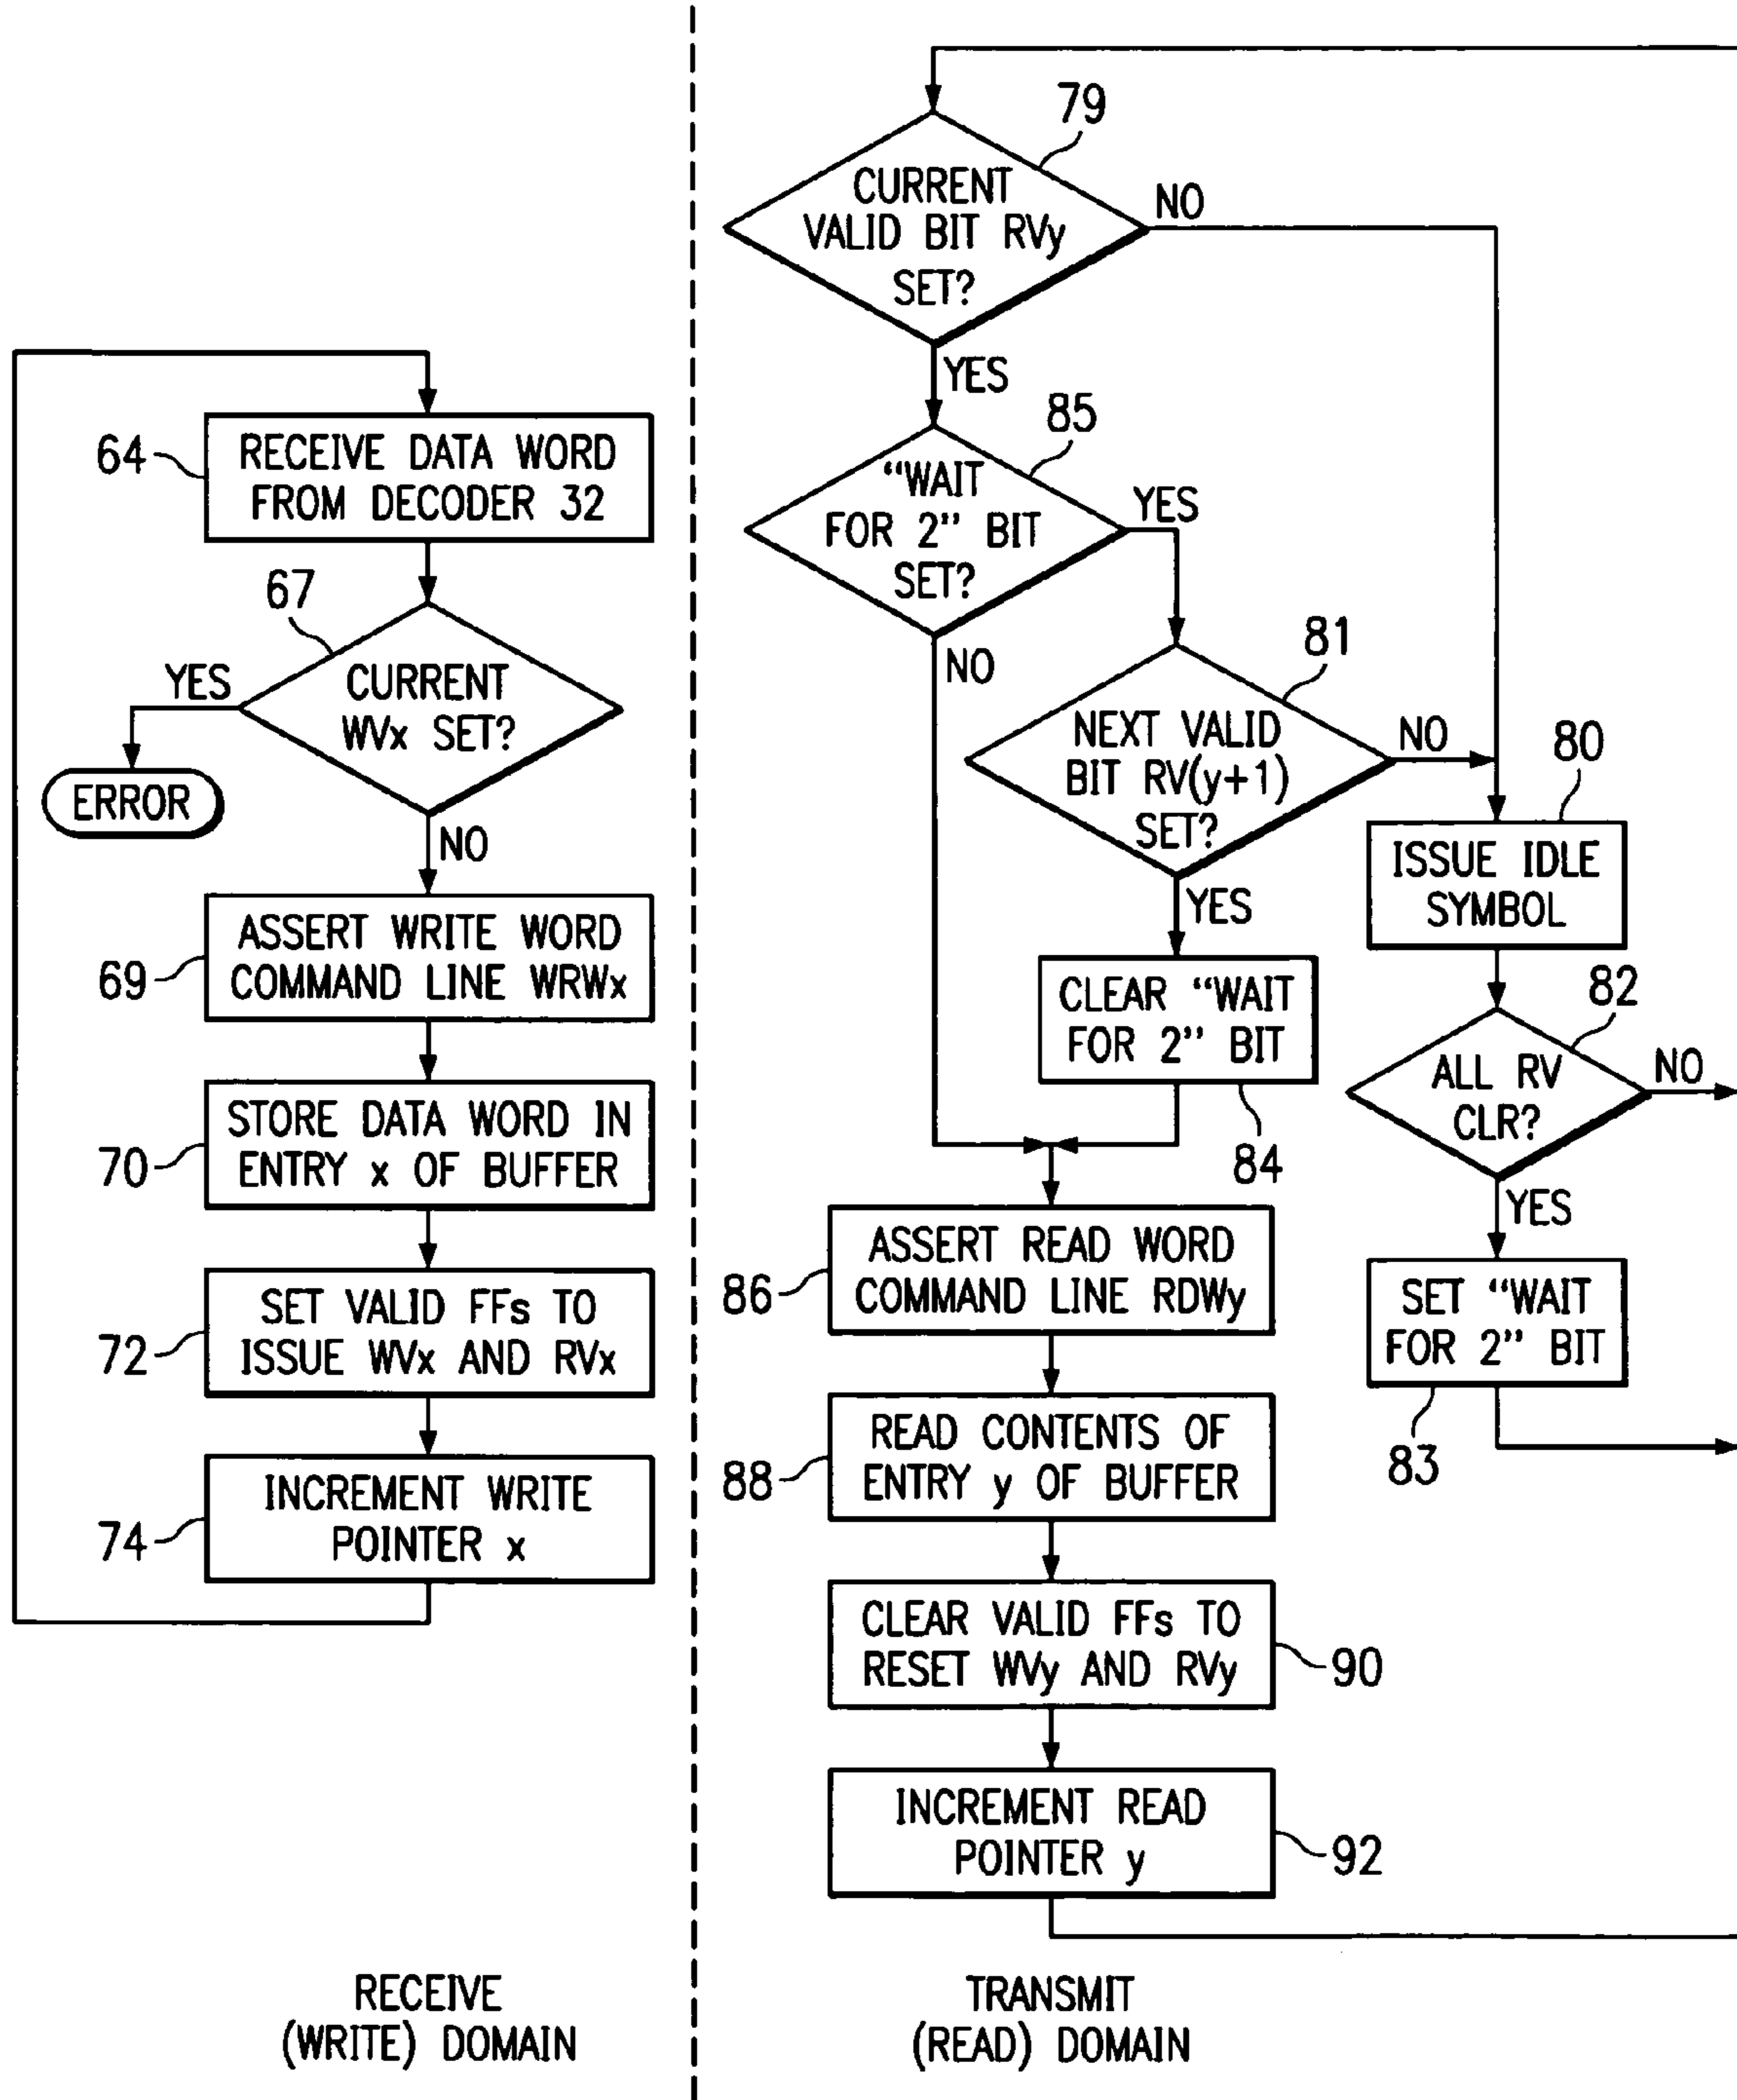 64
RECEIVE DATA WORD
FROM DECODER 32
67
YES
CURRENT
WVx SET?
ERROR
NO
69
ASSERT WRITE WORD
COMMAND LINE WRWx
70
STORE DATA WORD IN
ENTRY x OF BUFFER
72
SET VALID FFs TO
ISSUE WVx AND RVx
74
INCREMENT WRITE
POINTER x
RECEIVE
(WRITE) DOMAIN
79
CURRENT
VALID BIT RVy
SET?
NO
YES
85
“WAIT
FOR 2” BIT
SET?
YES
NO
81
NEXT VALID
BIT RV(y+1)
SET?
NO
YES
80
ISSUE IDLE
SYMBOL
82
ALL RV
CLR?
NO
YES
CLEAR “WAIT
FOR 2” BIT
84
SET “WAIT
FOR 2” BIT
83
86
ASSERT READ WORD
COMMAND LINE RDWy
88
READ CONTENTS OF
ENTRY y OF BUFFER
CLEAR VALID FFs TO
RESET WVy AND RVy
90
INCREMENT READ
POINTER y
92
TRANSMIT
(READ) DOMAIN